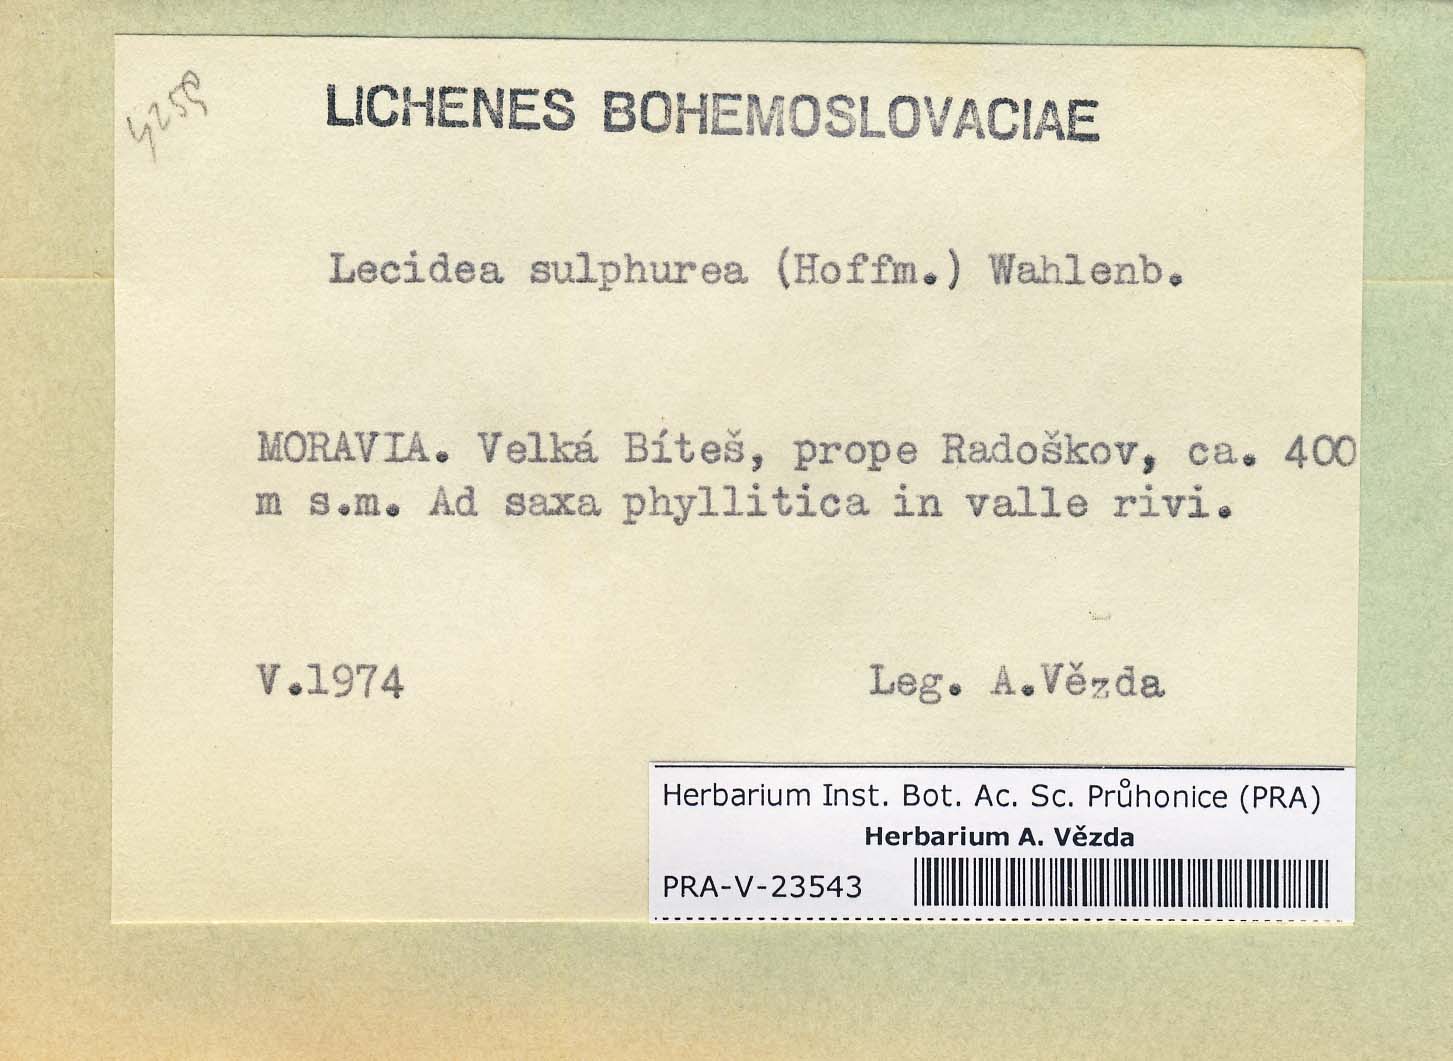 4259
LICHENES BOHEMOSLOVACIAE
Lecidea sulphurea (Hoffm.) Wahlenb.
MORAVIA. Velká Bíteš, prope Radoškov, ca. 400
m s.m. Ad saxa phyllitica in valle rivi.
V.1974 Leg. A.Vězda
Herbarium Inst. Bot. Ac. Sc. Průhonice (PRA)
Herbarium A. Vězda
PRA-V-23543